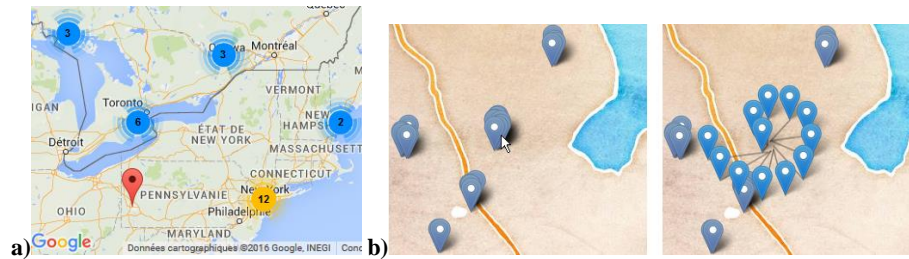 Québec
3
3
Ottawa
Montréal
VERMONT
Toronto
6
NEW
HAMPS
2
IGAN
ÉTAT DE
NEW YORK
MASSACHUSETT
Détroit
CONNECTICUT
PENNSYLVANIE
New York
12
OHIO
Philadelphie
MARYLAND
a)
Google
Données cartographiques ©2016 Google, INEGI
Cond
b)